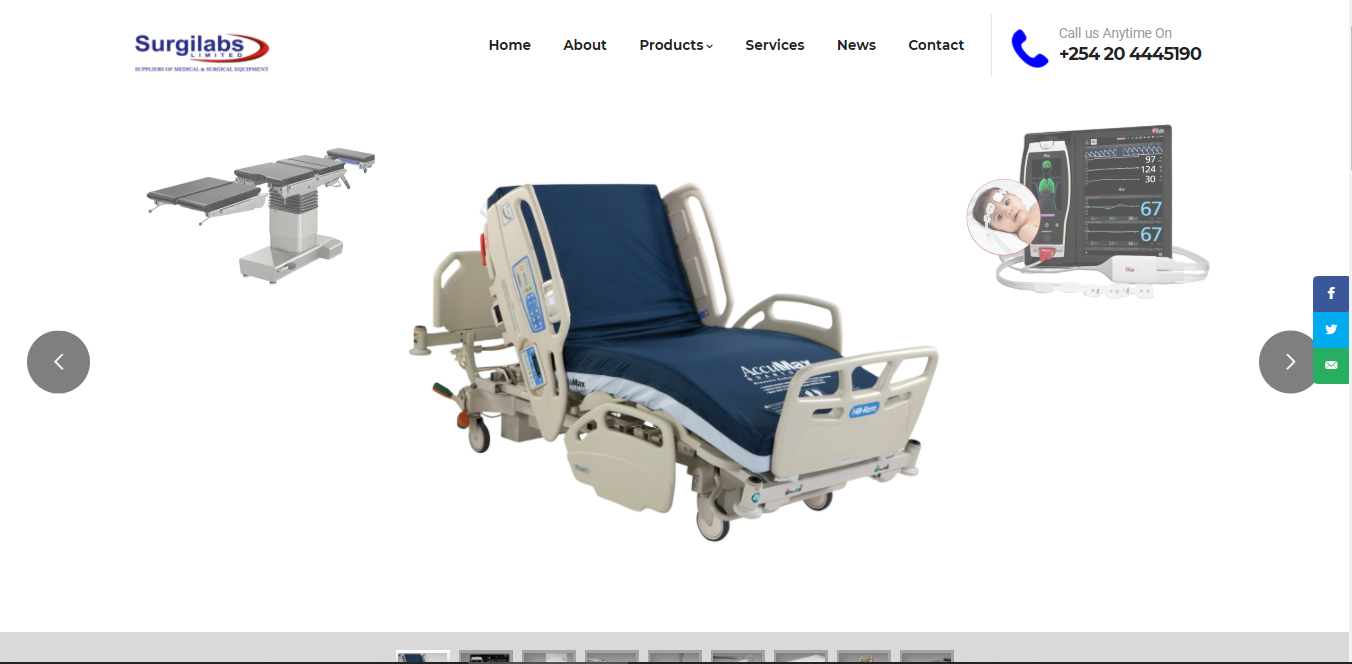 Surgilabs
LIMITED
SUPPLIERS OF MEDICAL & SURGICAL EQUIPMENT
Home
About
Products
Services
News
Contact
Call us Anytime On
+254 20 4445190
97
124
30
67
67
AccuMax
Hill-Rom